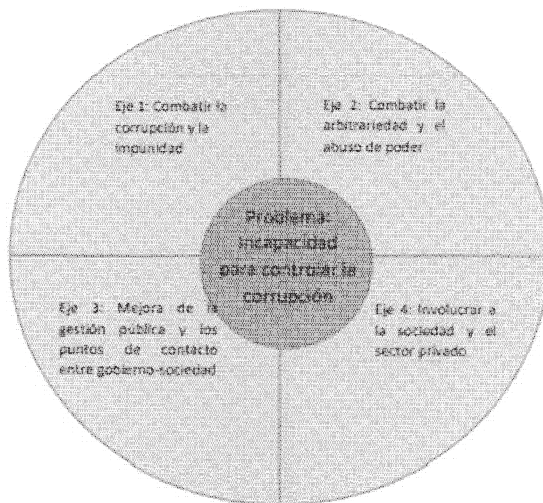 Eje 1: Combatir la
corrupción y la
impunidad
Eje 2: Combatir la
arbitrariedad y el
abuso de poder
Problema:
Incapacidad
para controlar la
corrupción
Eje 3: Mejora de la
gestión pública y los
puntos de contacto
entre gobierno-sociedad
Eje 4: Involucrar a
la sociedad y el
sector privado